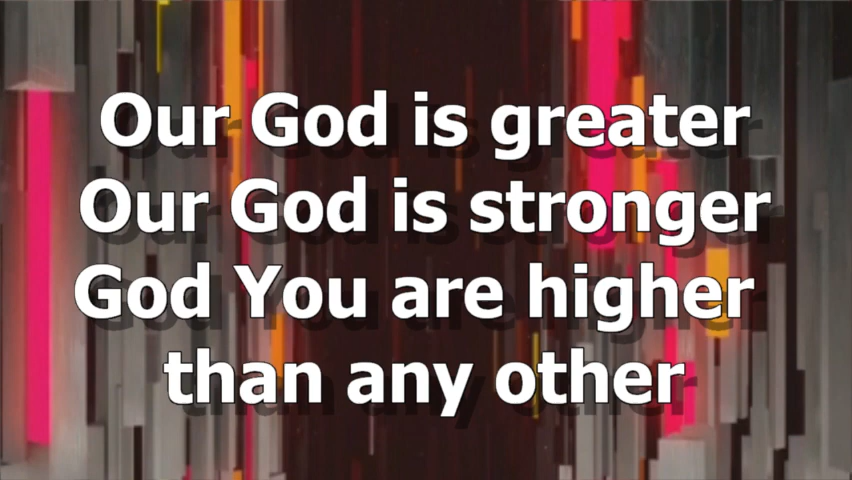 Our God is greater
Our God is stronger
God You are higher
than any other